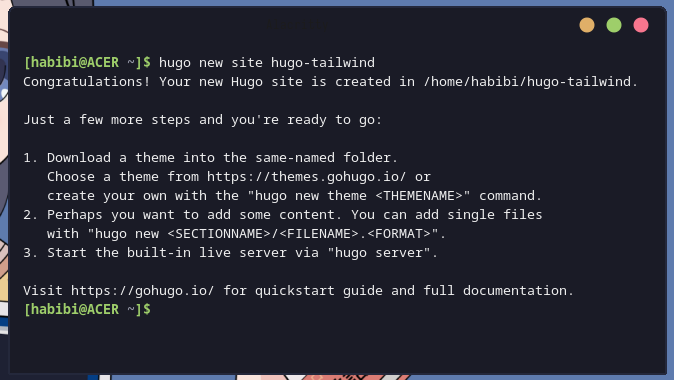 [habibi@ACER ~]$ hugo new site hugo-tailwind
Congratulations! Your new Hugo site is created in /home/habibi/hugo-tailwind.
Just a few more steps and you're ready to go:
1. Download a theme into the same-named folder.
Choose a theme from https://themes.gohugo.io/ or
create your own with the "hugo new theme <THEMENAME>" command.
2. Perhaps you want to add some content. You can add single files
with "hugo new <SECTIONNAME>/<FILENAME>.<FORMAT>".
3. Start the built-in live server via "hugo server".
Visit https://gohugo.io/ for quickstart guide and full documentation.
[habibi@ACER ~]$